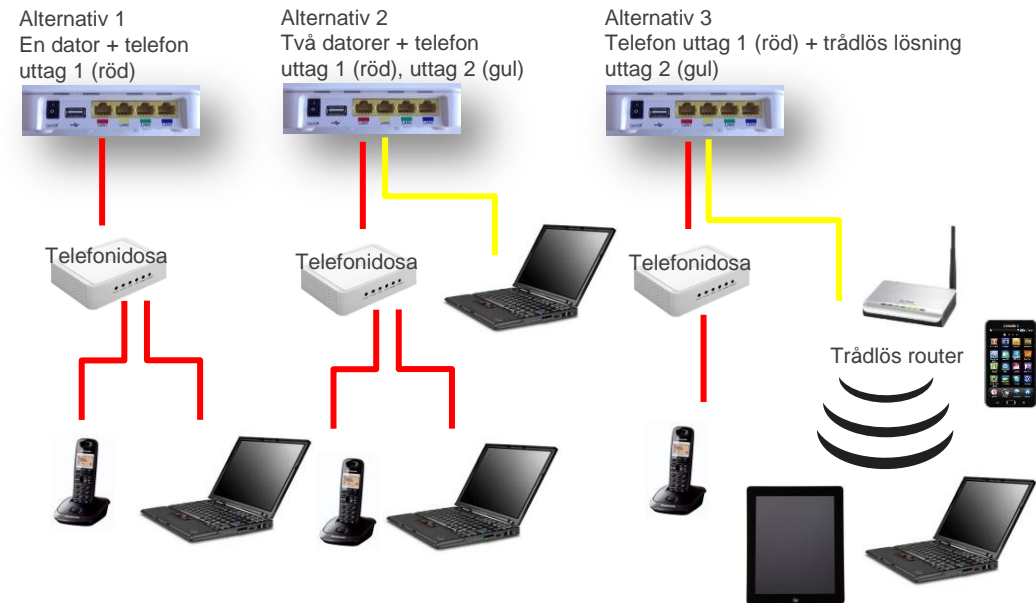 Alternativ 1
En dator + telefon
uttag 1 (röd)
Alternativ 2
Två datorer + telefon
uttag 1 (röd), uttag 2 (gul)
Alternativ 3
Telefon uttag 1 (röd) + trådlös lösning
uttag 2 (gul)
Telefonidosa
Telefonidosa
Telefonidosa
Trådlös router